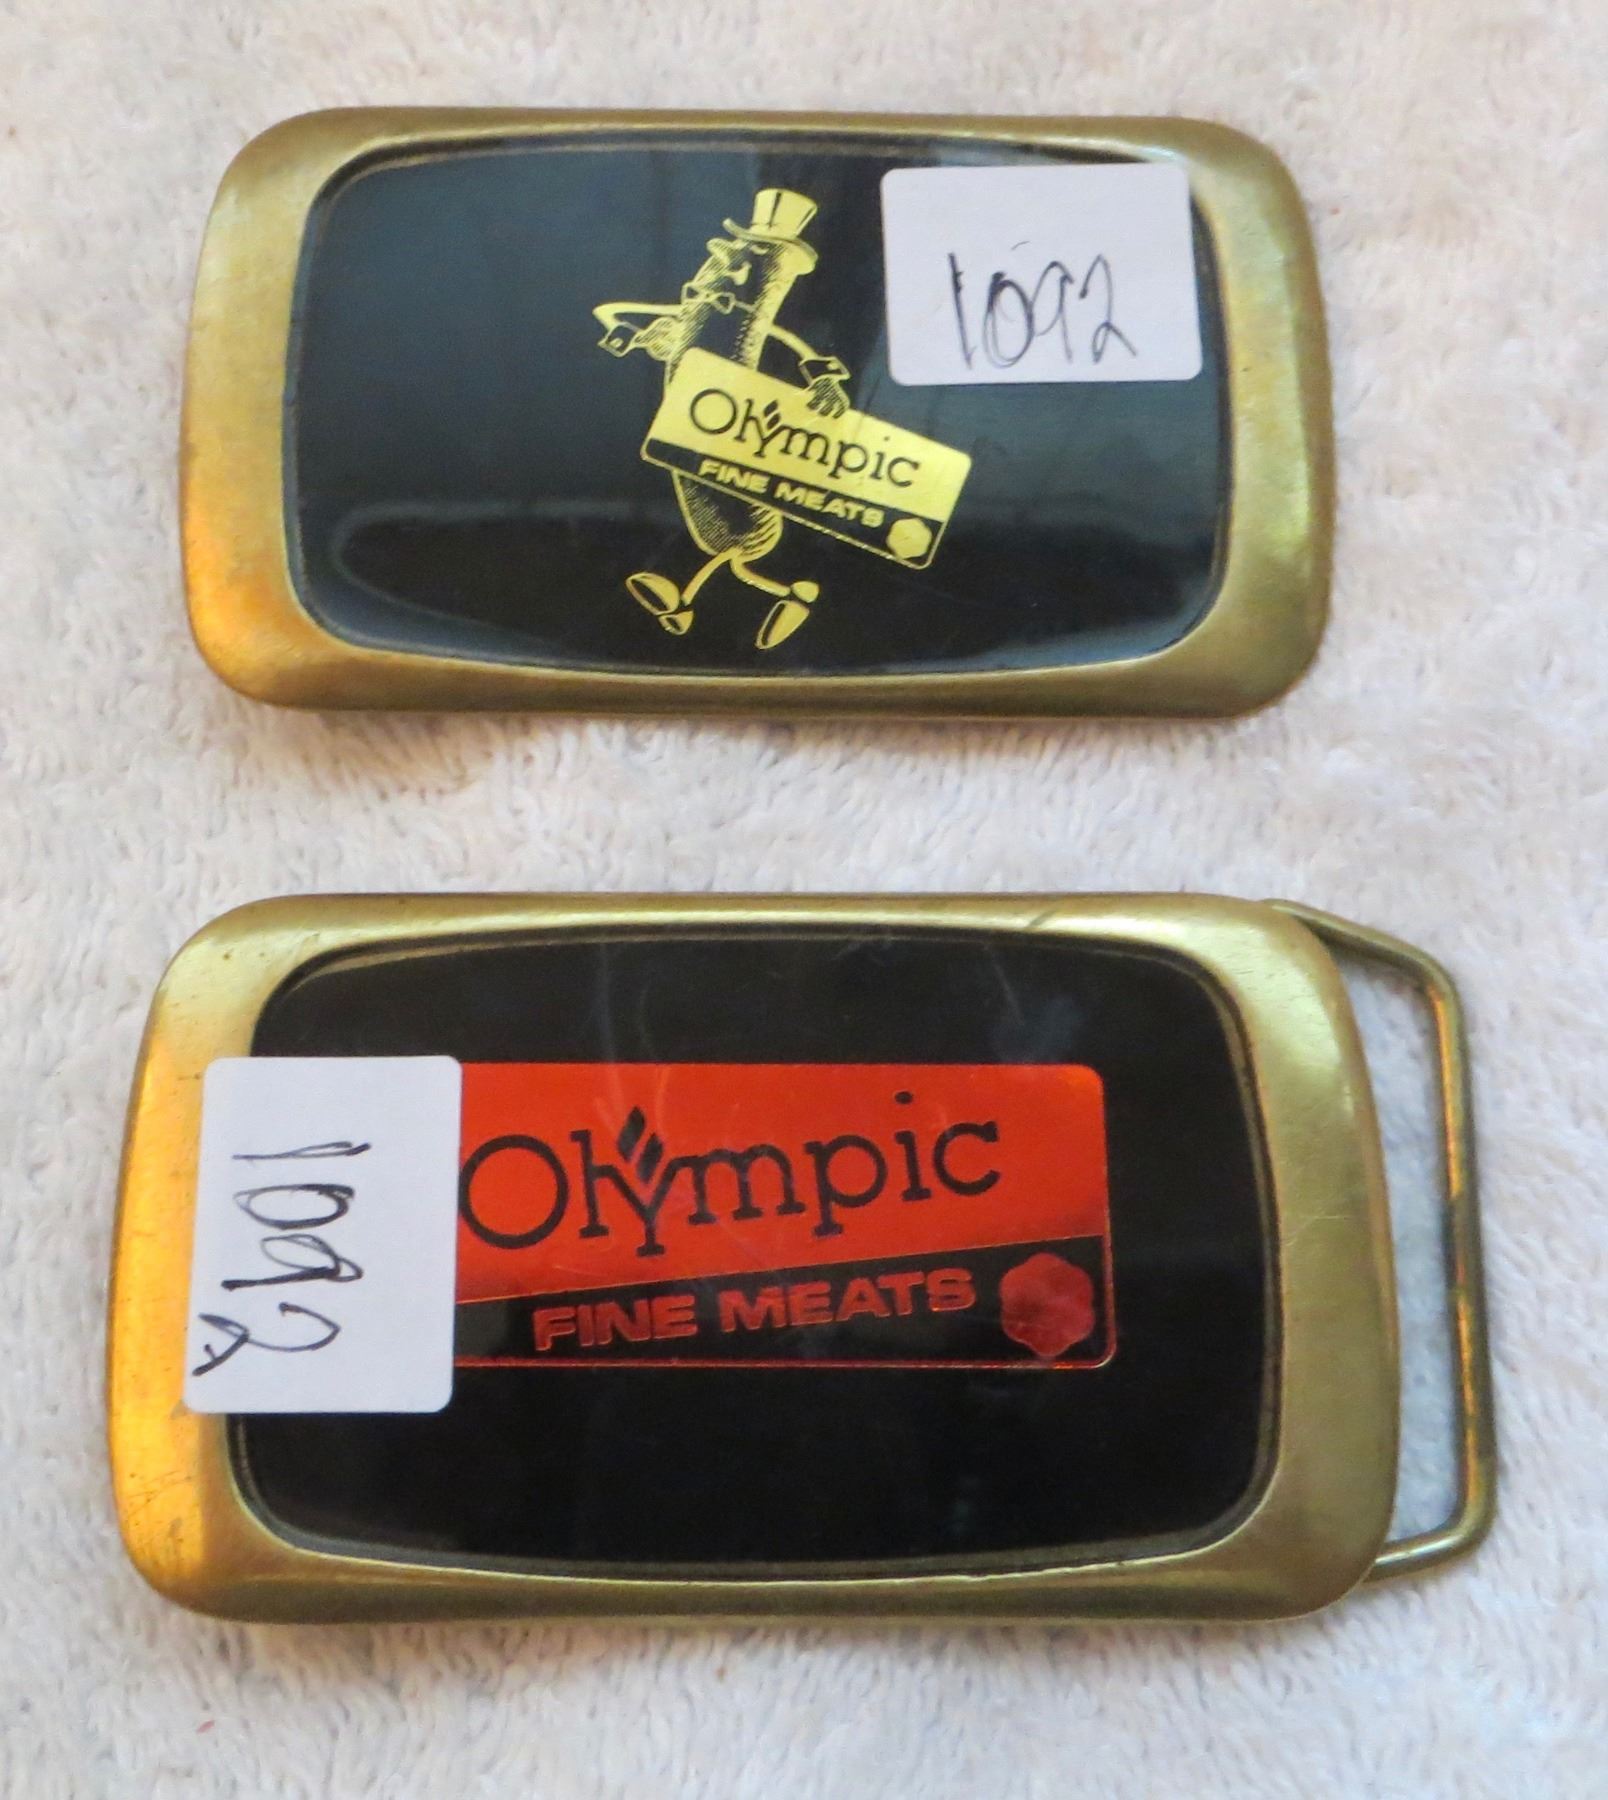 1092
Olympic
FINE MEATS
Olympic
FINE MEATS
1092
A